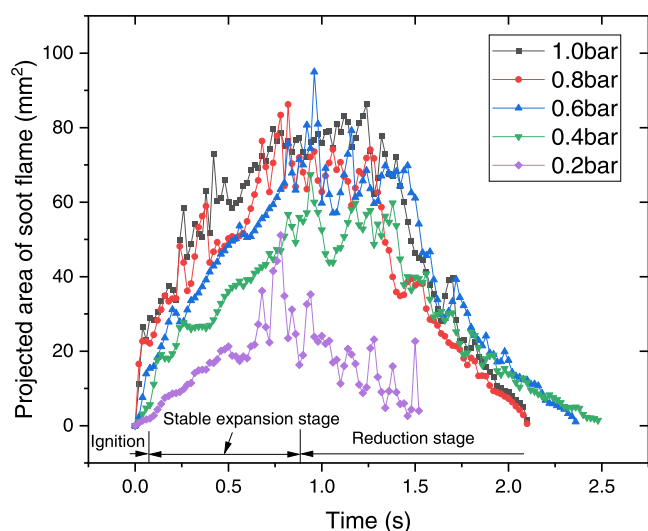 Projected area of soot flame (mm²)
100
80
60
40
20
0
1.0bar
0.8bar
0.6bar
0.4bar
0.2bar
Ignition
Stable expansion stage
Reduction stage
0.0
0.5
1.0
1.5
2.0
2.5
Time (s)